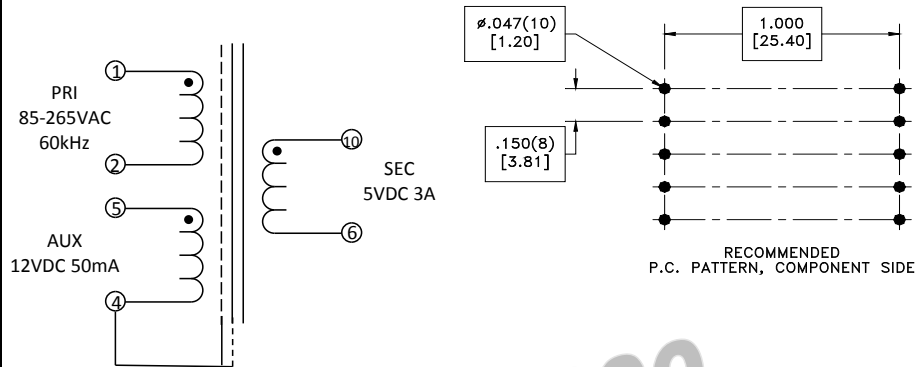 1
PRI
85-265VAC
60kHz
2
5
AUX
12VDC 50mA
4
10
SEC
5VDC 3A
6
ø.047(10)
[1.20]
1.000
[25.40]
.150(8)
[3.81]
RECOMMENDED
P.C. PATTERN, COMPONENT SIDE